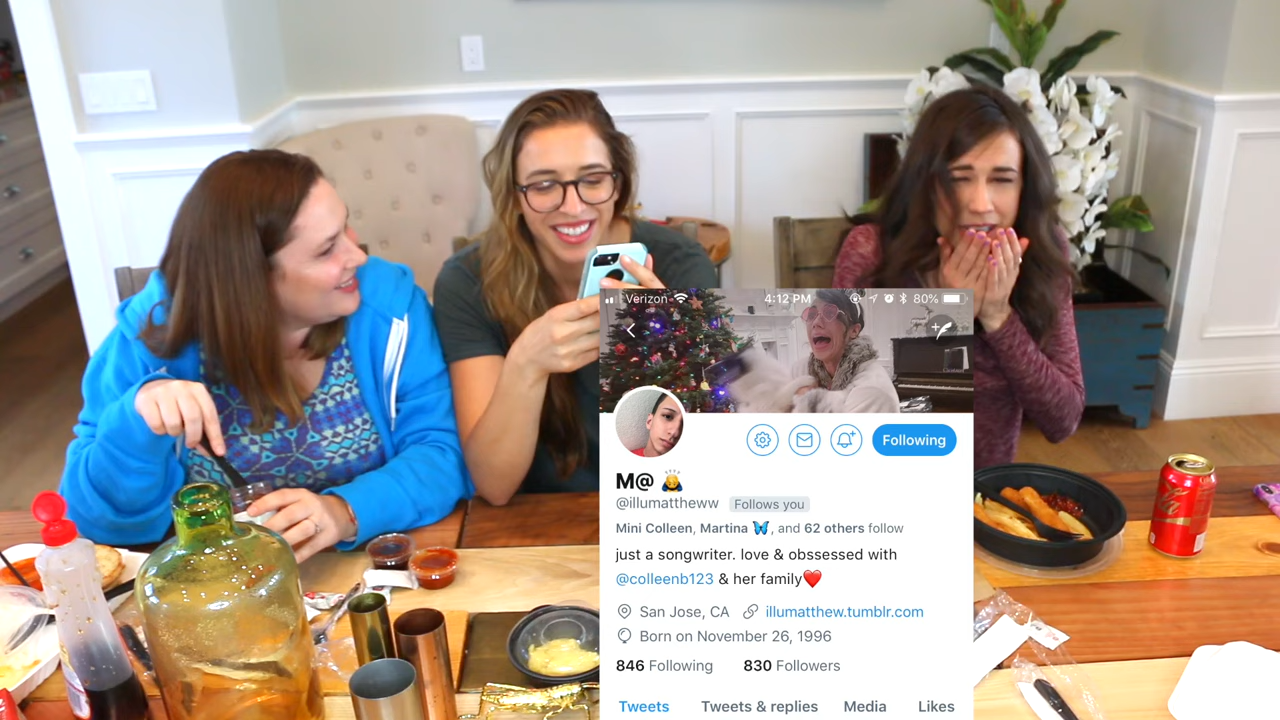 Verizon 4:12 PM 80%
Following
M@
@illumattheww Follows you
Mini Colleen, Martina 🦋, and 62 others follow
just a songwriter. love & obssessed with
@colleenb123 & her family❤️
San Jose, CA illumatthew.tumblr.com
Born on November 26, 1996
846 Following 830 Followers
Tweets Tweets & replies Media Likes